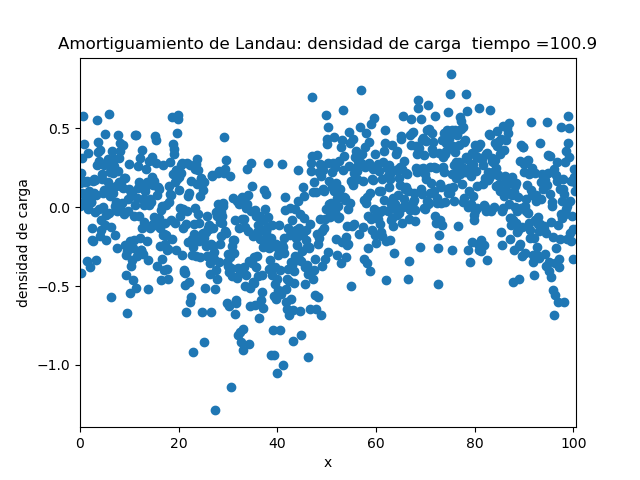 Amortiguamiento de Landau: densidad de carga  tiempo =100.9
densidad de carga
0.5
0.0
−0.5
−1.0
0 20 40 60 80 100
x